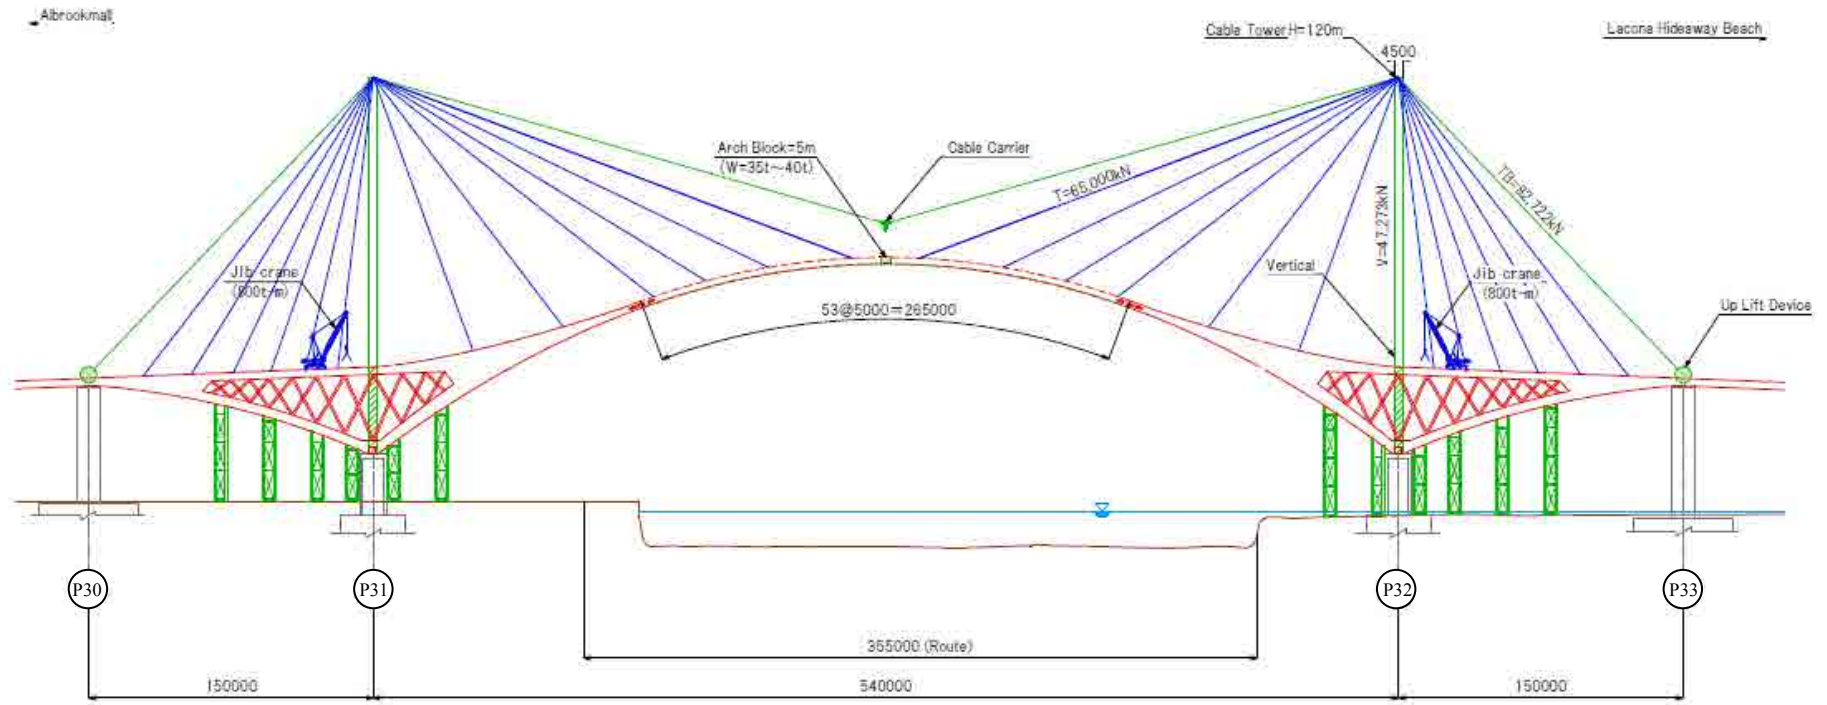 Albrookmall
Cable Tower H=120m
Lacona Hideaway Beach
4500
Arch Block=5m
(W=35t~40t)
Cable Carrier
T=65,000kN
V=47,273kN
TB=82,722kN
Jib crane
(800t-m)
Vertical
Jib crane
(800t-m)
Up Lift Device
53@5000=265000
P30
P31
P32
P33
355000 (Route)
150000
540000
150000